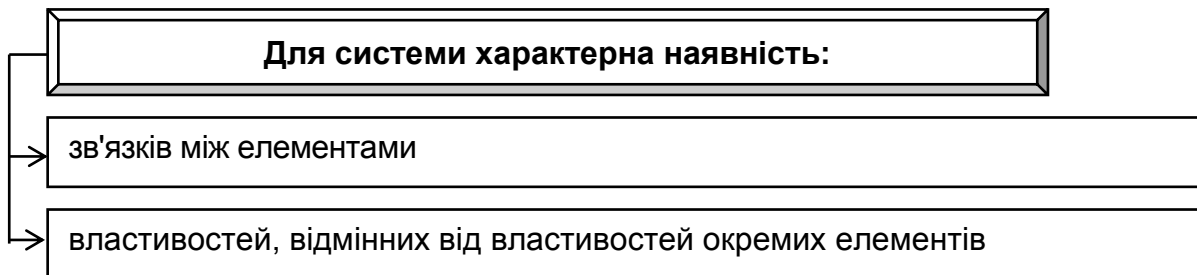 Для системи характерна наявність:
зв'язків між елементами
властивостей, відмінних від властивостей окремих елементів